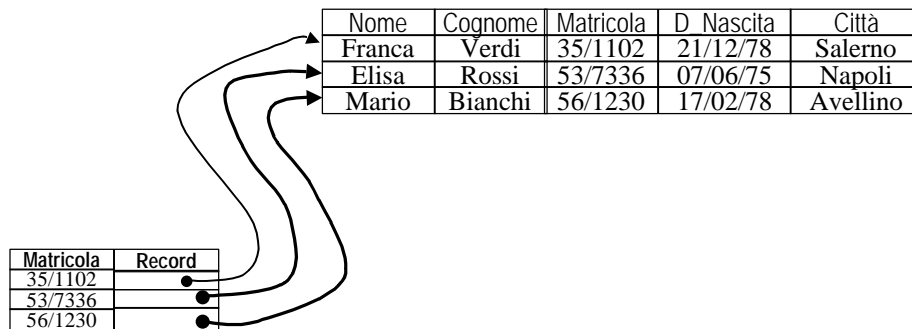 Nome Cognome Matricola D_Nascita Città
Franca Verdi 35/1102 21/12/78 Salerno
Elisa Rossi 53/7336 07/06/75 Napoli
Mario Bianchi 56/1230 17/02/78 Avellino
Matricola Record
35/1102
53/7336
56/1230